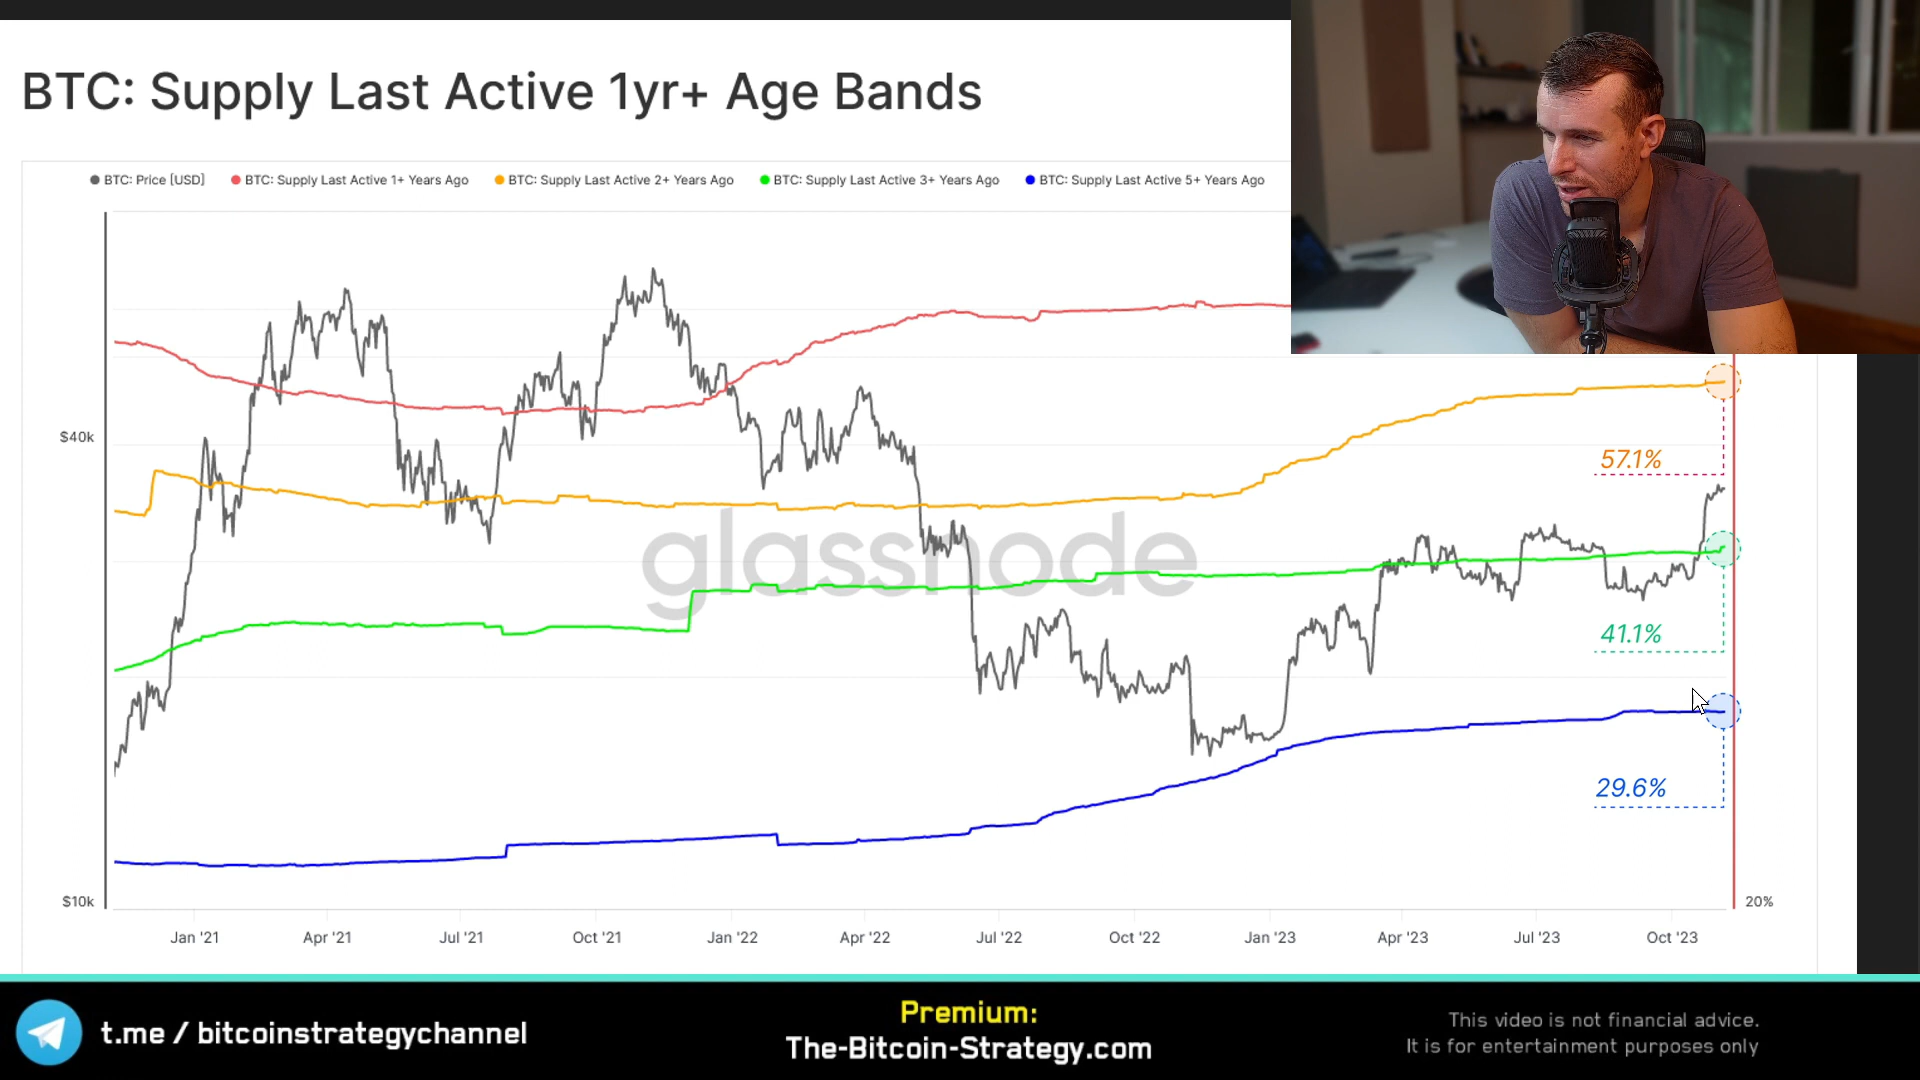 BTC: Supply Last Active 1yr+ Age Bands
BTC: Price [USD] BTC: Supply Last Active 1+ Years Ago BTC: Supply Last Active 2+ Years Ago BTC: Supply Last Active 3+ Years Ago BTC: Supply Last Active 5+ Years Ago
$40k
57.1%
glassnode
41.1%
29.6%
$10k
20%
Jan '21 Apr '21 Jul '21 Oct '21 Jan '22 Apr '22 Jul '22 Oct '22 Jan '23 Apr '23 Jul '23 Oct '23
t.me / bitcoinstrategychannel
Premium:
The-Bitcoin-Strategy.com
This video is not financial advice.
It is for entertainment purposes only